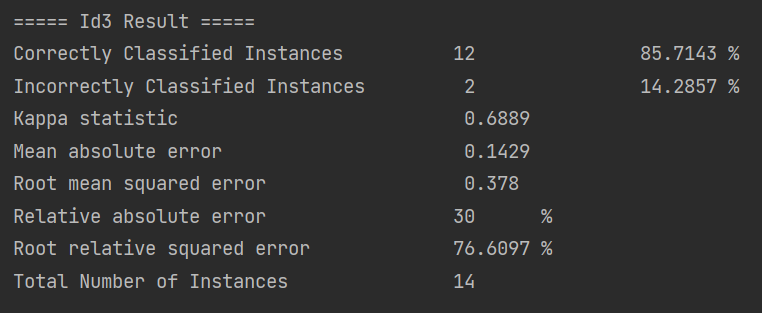 ===== Id3 Result =====
Correctly Classified Instances          12               85.7143 %
Incorrectly Classified Instances         2               14.2857 %
Kappa statistic                          0.6889
Mean absolute error                      0.1429
Root mean squared error                  0.378
Relative absolute error                 30      %
Root relative squared error             76.6097 %
Total Number of Instances               14